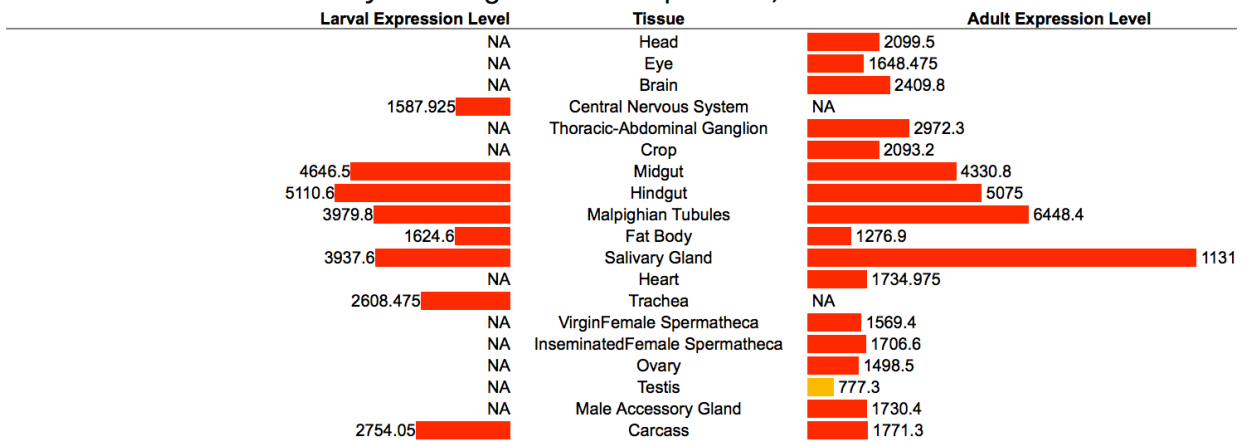 Larval Expression Level Tissue Adult Expression Level
NA Head 2099.5
NA Eye 1648.475
NA Brain 2409.8
1587.925 Central Nervous System NA
NA Thoracic-Abdominal Ganglion 2972.3
NA Crop 2093.2
4646.5 Midgut 4330.8
5110.6 Hindgut 5075
3979.8 Malpighian Tubules 6448.4
1624.6 Fat Body 1276.9
3937.6 Salivary Gland 1131
NA Heart 1734.975
2608.475 Trachea NA
NA VirginFemale Spermatheca 1569.4
NA InseminatedFemale Spermatheca 1706.6
NA Ovary 1498.5
NA Testis 777.3
NA Male Accessory Gland 1730.4
2754.05 Carcass 1771.3